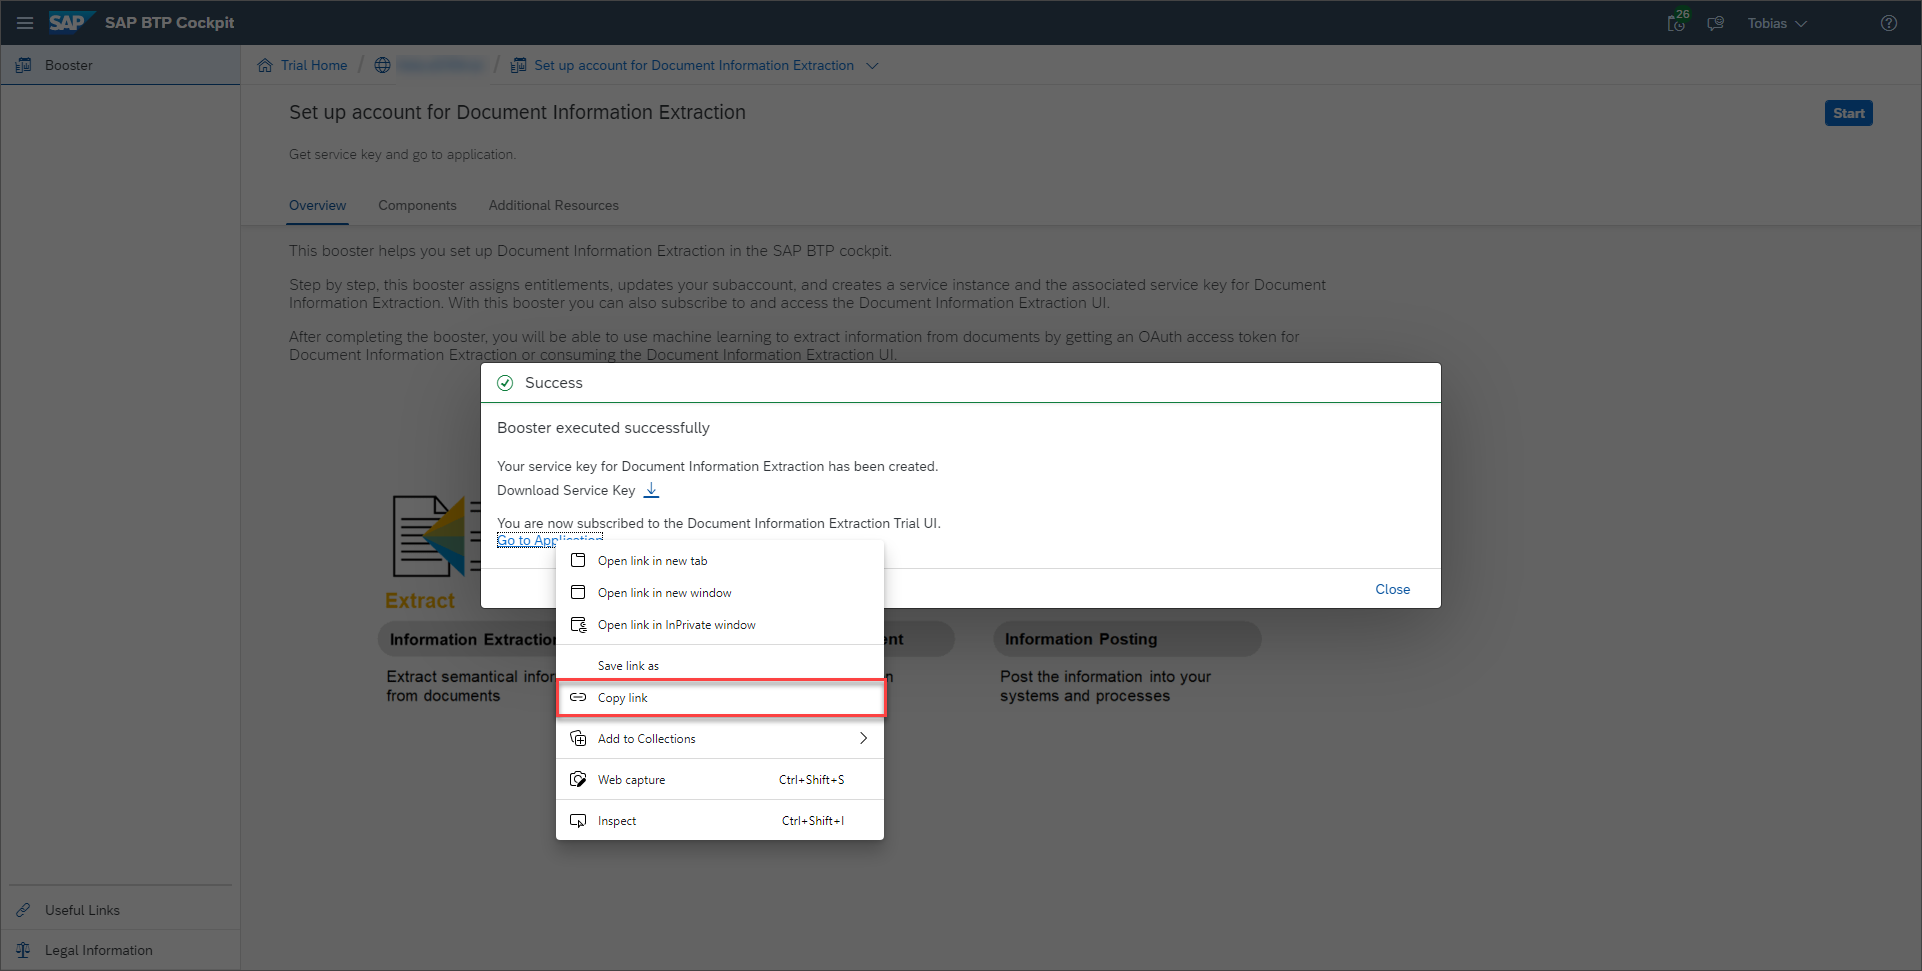 SAP SAP BTP Cockpit
26
Tobias
Booster
Trial Home / / Set up account for Document Information Extraction
Set up account for Document Information Extraction
Start
Get service key and go to application.
Overview Components Additional Resources
This booster helps you set up Document Information Extraction in the SAP BTP cockpit.
Step by step, this booster assigns entitlements, updates your subaccount, and creates a service instance and the associated service key for Document
Information Extraction. With this booster you can also subscribe to and access the Document Information Extraction UI.
After completing the booster, you will be able to use machine learning to extract information from documents by getting an OAuth access token for
Document Information Extraction or consuming the Document Information Extraction UI.
Success
Booster executed successfully
Your service key for Document Information Extraction has been created.
Download Service Key
You are now subscribed to the Document Information Extraction Trial UI.
Go to Application
Close
Open link in new tab
Open link in new window
Open link in InPrivate window
Save link as
Copy link
Add to Collections
Web capture Ctrl+Shift+S
Inspect Ctrl+Shift+I
Extract
Information Extraction
Extract semantical
from documents
Information Posting
Post the information into your
systems and processes
Useful Links
Legal Information